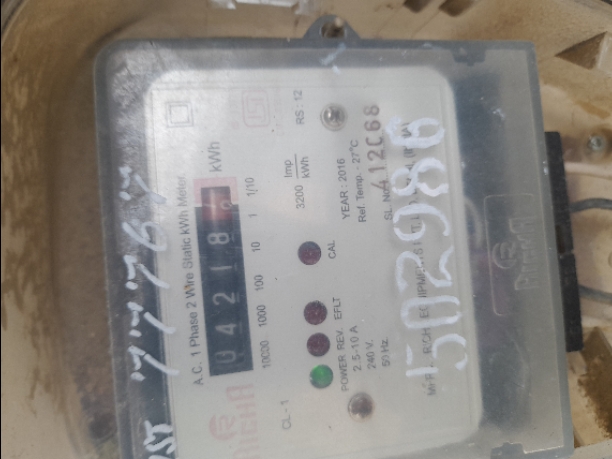 A.C. 1 Phase 2 Wire Static kWh Meter
04218 kWh
10000 1000 100 10 1 1/10
CL-1
3200 Imp/kWh
RS : 12
POWER REV. EFLT CAL
2.5-10 A
240 V.
50 Hz.
YEAR : 2016
Ref. Temp. : 27°C
SL No. 412C68
1502986